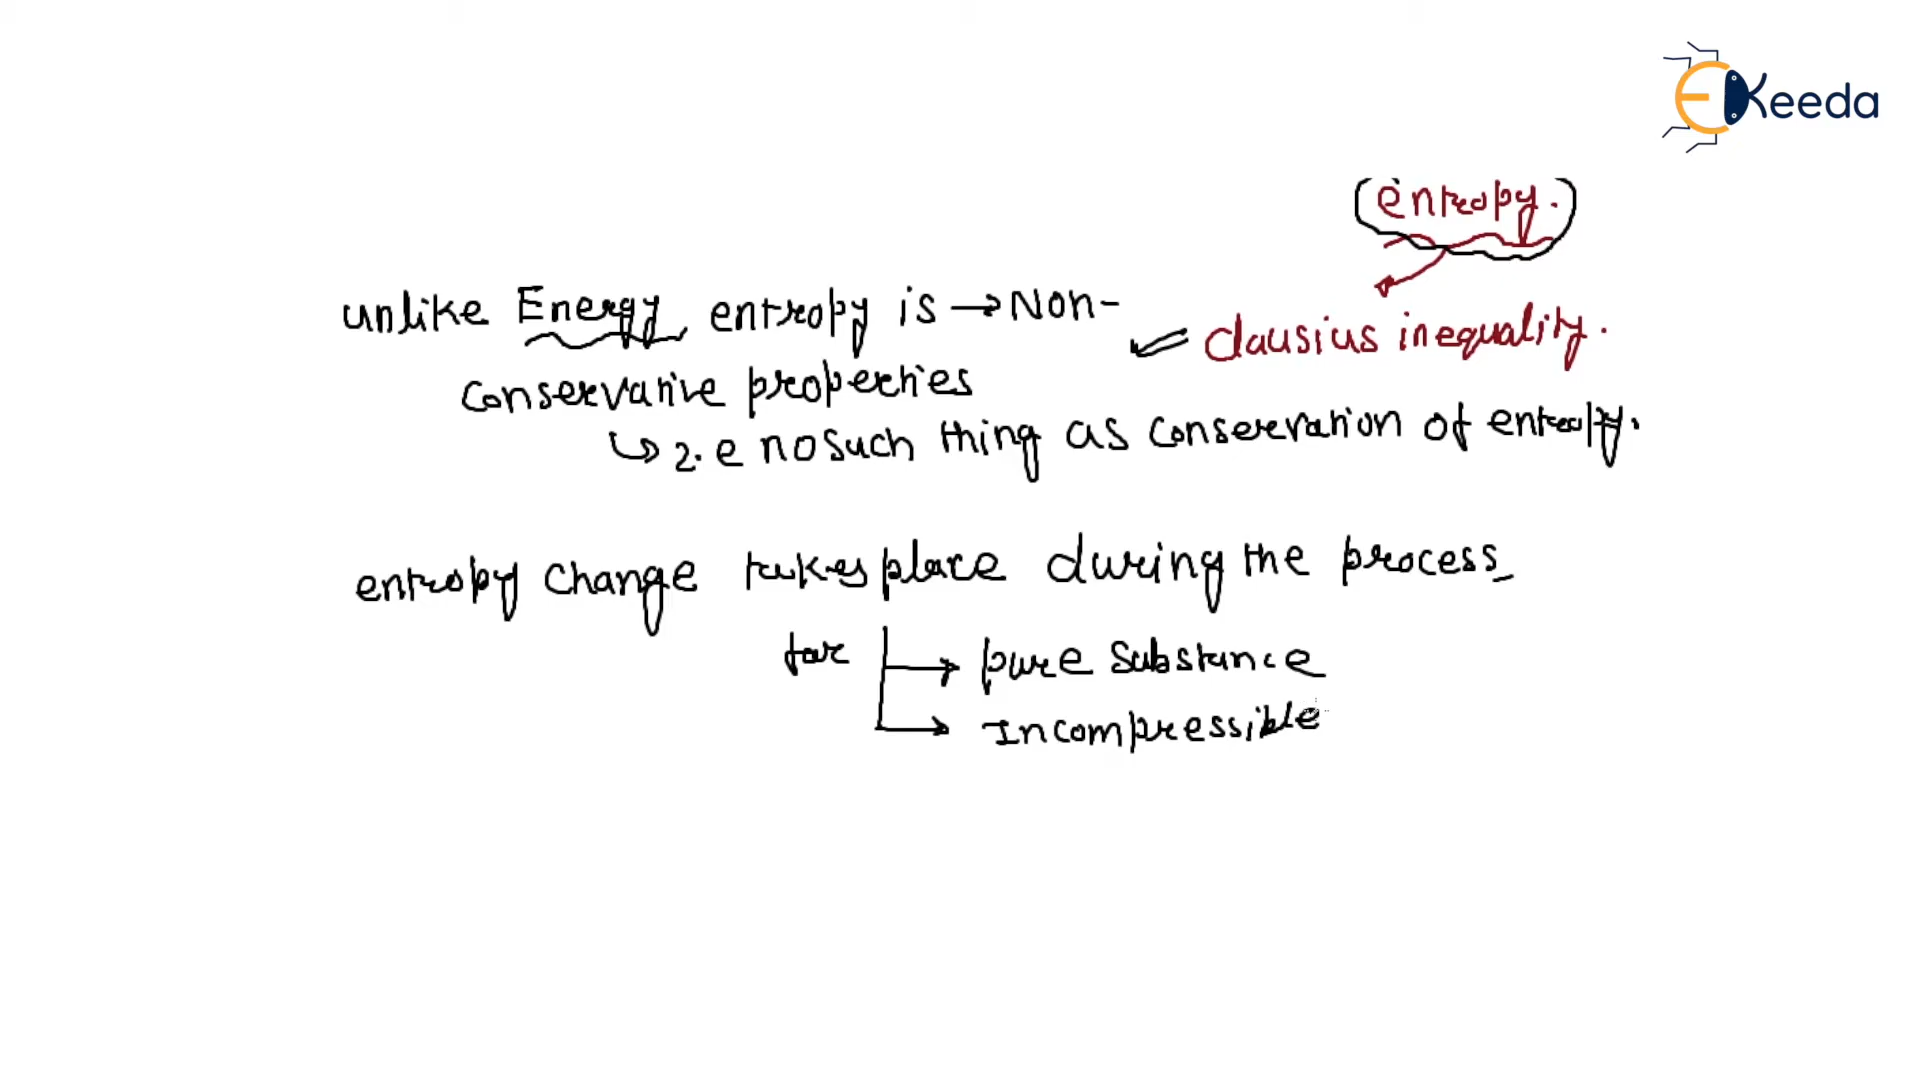 EKeeda
entropy.
unlike Energy, entropy is → Non-
clausius inequality.
conservative properties
↳ i.e no such thing as conservation of entropy.
entropy change takes place during the process
for → pure substance
→ Incompressible